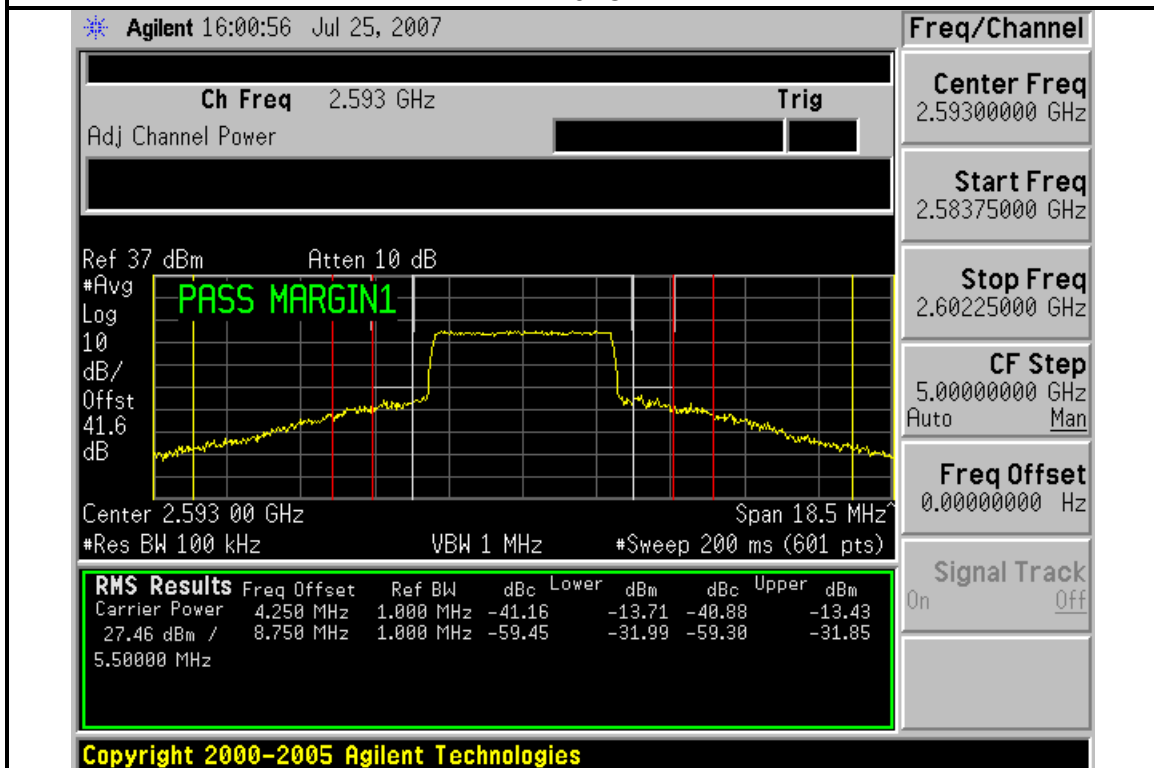 Agilent 16:00:56 Jul 25, 2007
Freq/Channel
Ch Freq 2.593 GHz Trig
Adj Channel Power
Center Freq
2.59300000 GHz
Start Freq
2.58375000 GHz
Stop Freq
2.60225000 GHz
CF Step
5.00000000 GHz
Auto Man
Freq Offset
0.00000000 Hz
Signal Track
On Off
Ref 37 dBm Atten 10 dB
#Avg
Log
10
dB/
Offst
41.6
dB
PASS MARGIN1
Center 2.593 00 GHz Span 18.5 MHz^
#Res BW 100 kHz VBW 1 MHz #Sweep 200 ms (601 pts)
RMS Results Freq Offset Ref BW dBc Lower dBm dBc Upper dBm
Carrier Power 4.250 MHz 1.000 MHz -41.16 -13.71 -40.88 -13.43
27.46 dBm / 8.750 MHz 1.000 MHz -59.45 -31.99 -59.30 -31.85
5.50000 MHz
Copyright 2000-2005 Agilent Technologies